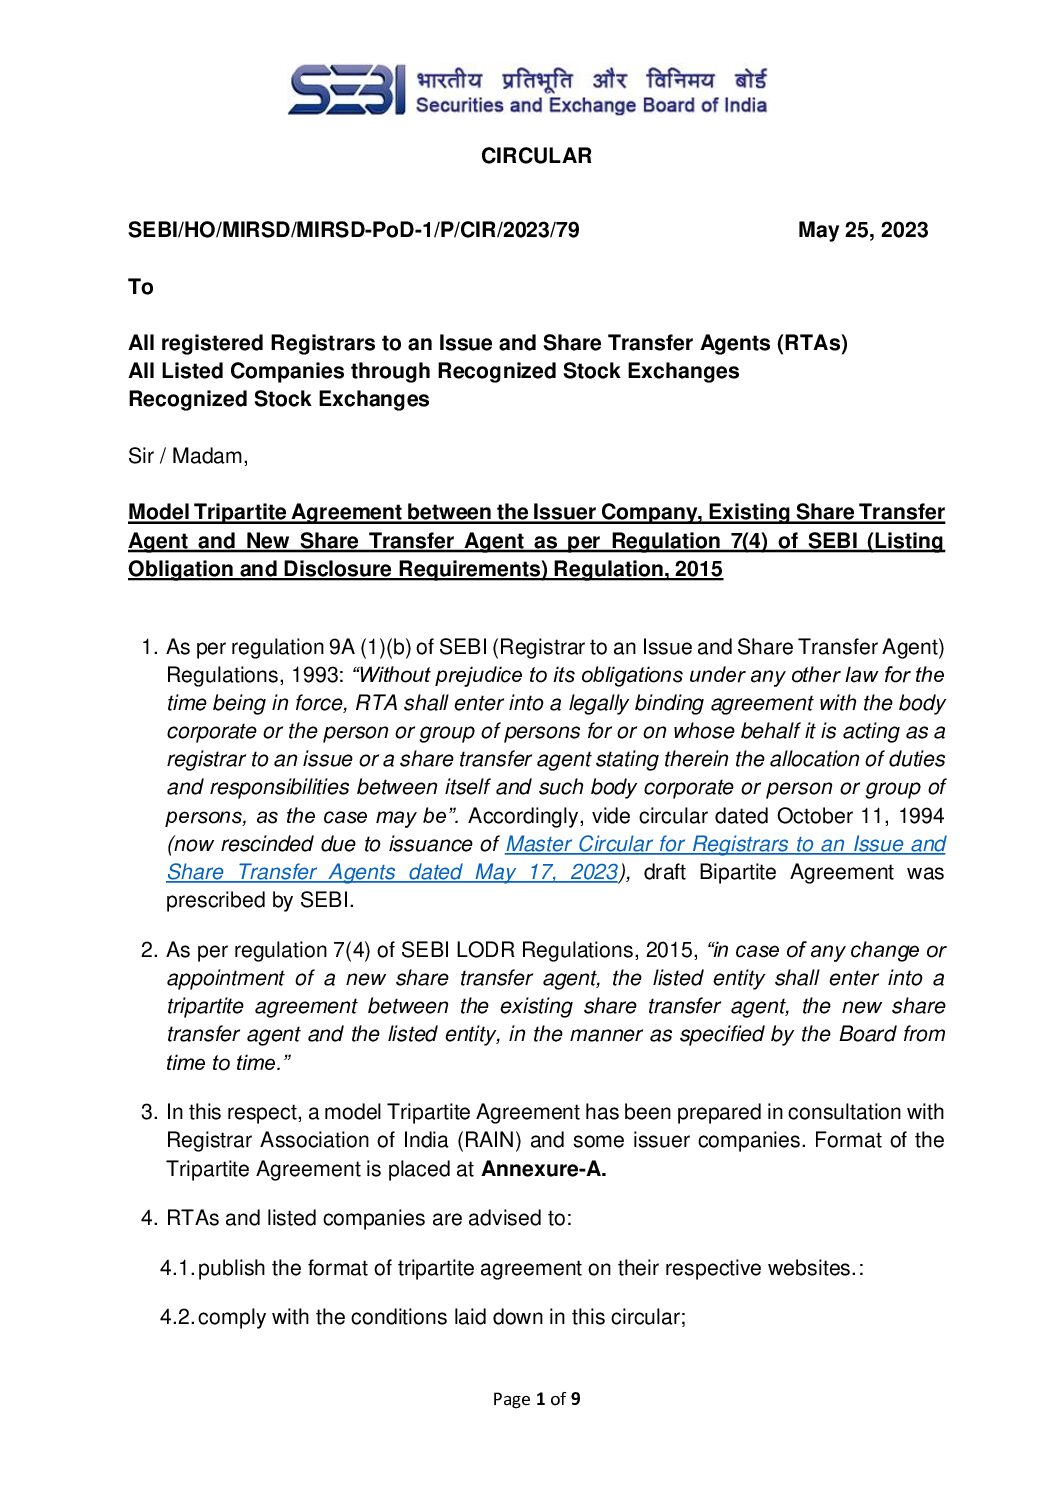 SEBI भारतीय प्रतिभूति और विनिमय बोर्ड
Securities and Exchange Board of India
CIRCULAR
SEBI/HO/MIRSD/MIRSD-PoD-1/P/CIR/2023/79 May 25, 2023
To
All registered Registrars to an Issue and Share Transfer Agents (RTAs)
All Listed Companies through Recognized Stock Exchanges
Recognized Stock Exchanges
Sir / Madam,
Model Tripartite Agreement between the Issuer Company, Existing Share Transfer
Agent and New Share Transfer Agent as per Regulation 7(4) of SEBI (Listing
Obligation and Disclosure Requirements) Regulation, 2015
1. As per regulation 9A (1)(b) of SEBI (Registrar to an Issue and Share Transfer Agent)
Regulations, 1993: “Without prejudice to its obligations under any other law for the
time being in force, RTA shall enter into a legally binding agreement with the body
corporate or the person or group of persons for or on whose behalf it is acting as a
registrar to an issue or a share transfer agent stating therein the allocation of duties
and responsibilities between itself and such body corporate or person or group of
persons, as the case may be”. Accordingly, vide circular dated October 11, 1994
(now rescinded due to issuance of Master Circular for Registrars to an Issue and
Share Transfer Agents dated May 17, 2023), draft Bipartite Agreement was
prescribed by SEBI.
2. As per regulation 7(4) of SEBI LODR Regulations, 2015, “in case of any change or
appointment of a new share transfer agent, the listed entity shall enter into a
tripartite agreement between the existing share transfer agent, the new share
transfer agent and the listed entity, in the manner as specified by the Board from
time to time.”
3. In this respect, a model Tripartite Agreement has been prepared in consultation with
Registrar Association of India (RAIN) and some issuer companies. Format of the
Tripartite Agreement is placed at Annexure-A.
4. RTAs and listed companies are advised to:
4.1. publish the format of tripartite agreement on their respective websites.:
4.2. comply with the conditions laid down in this circular;
Page 1 of 9